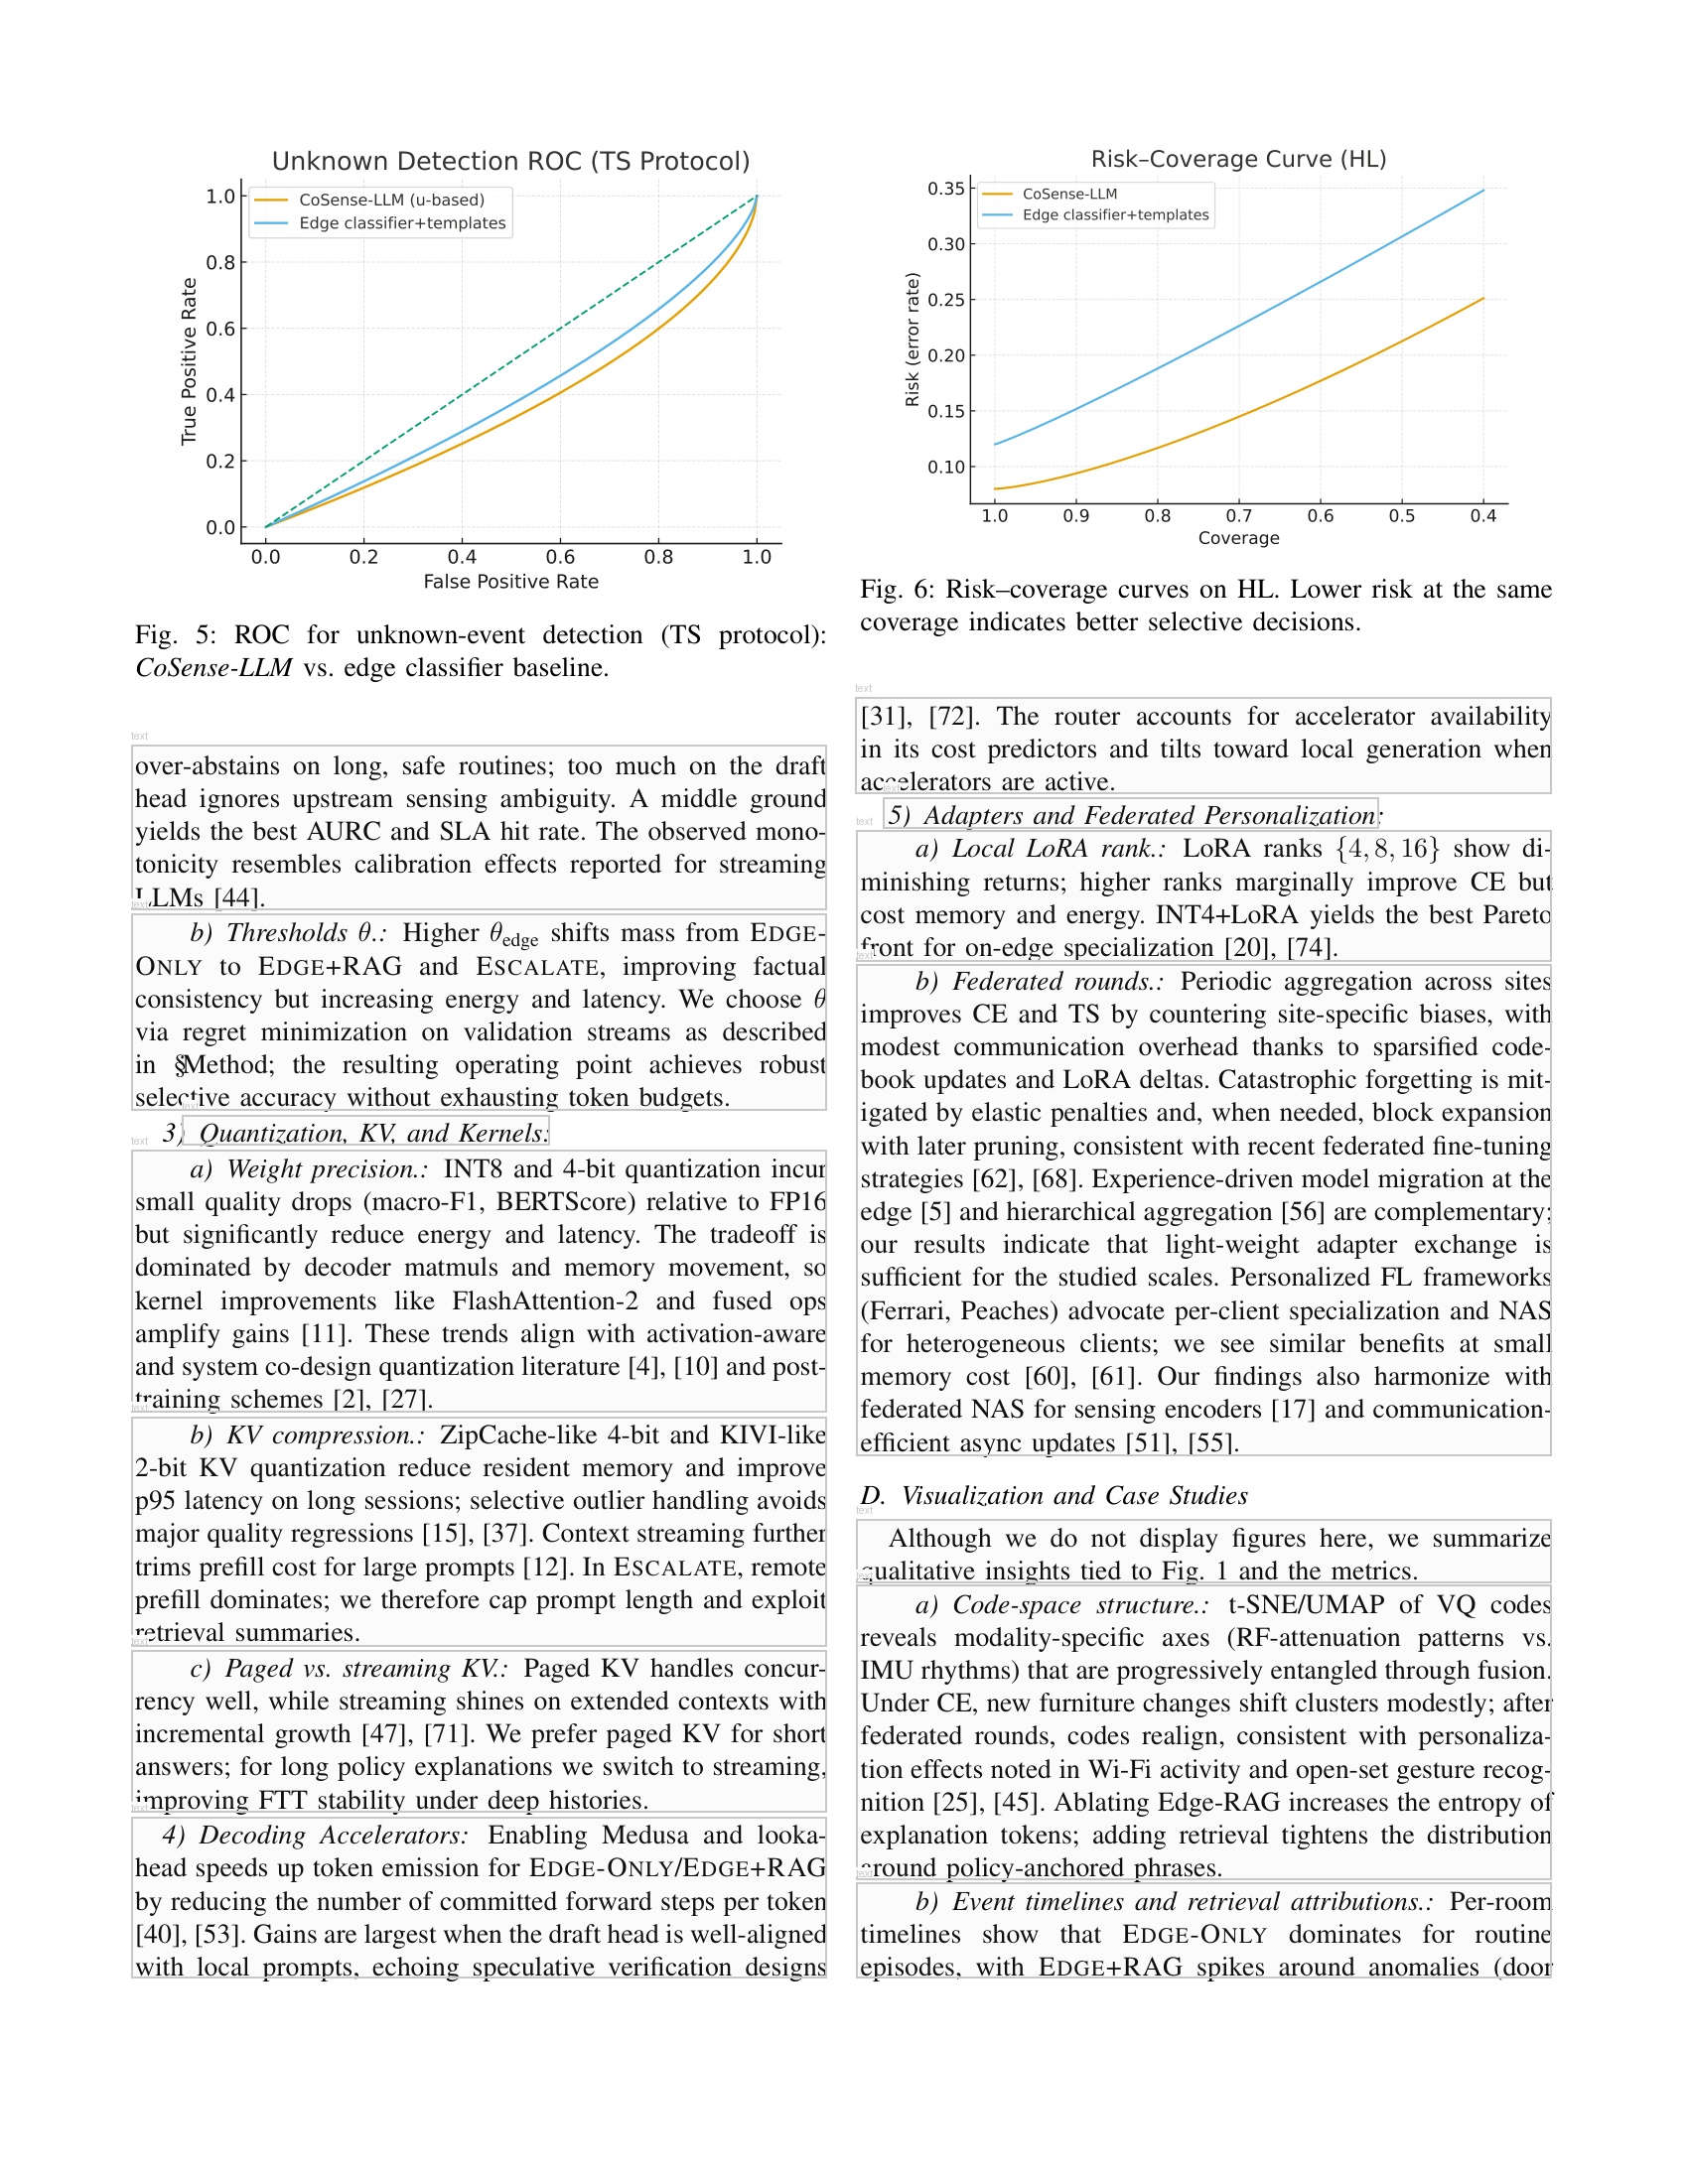 Unknown Detection ROC (TS Protocol)
CoSense-LLM (u-based)
Edge classifier+templates
True Positive Rate
1.0
0.8
0.6
0.4
0.2
0.0
0.0 0.2 0.4 0.6 0.8 1.0
False Positive Rate
Fig. 5: ROC for unknown-event detection (TS protocol):
CoSense-LLM vs. edge classifier baseline.
text
over-abstains on long, safe routines; too much on the draft
head ignores upstream sensing ambiguity. A middle ground
yields the best AURC and SLA hit rate. The observed mono-
tonicity resembles calibration effects reported for streaming
LLMs [44].
text
b) Thresholds θ.: Higher θedge shifts mass from EDGE-
ONLY to EDGE+RAG and ESCALATE, improving factual
consistency but increasing energy and latency. We choose θ
via regret minimization on validation streams as described
in §Method; the resulting operating point achieves robust
selective accuracy without exhausting token budgets.
text
3) Quantization, KV, and Kernels:
text
a) Weight precision.: INT8 and 4-bit quantization incur
small quality drops (macro-F1, BERTScore) relative to FP16
but significantly reduce energy and latency. The tradeoff is
dominated by decoder matmuls and memory movement, so
kernel improvements like FlashAttention-2 and fused ops
amplify gains [11]. These trends align with activation-aware
and system co-design quantization literature [4], [10] and post-
training schemes [2], [27].
text
b) KV compression.: ZipCache-like 4-bit and KIVI-like
2-bit KV quantization reduce resident memory and improve
p95 latency on long sessions; selective outlier handling avoids
major quality regressions [15], [37]. Context streaming further
trims prefill cost for large prompts [12]. In ESCALATE, remote
prefill dominates; we therefore cap prompt length and exploit
retrieval summaries.
text
c) Paged vs. streaming KV.: Paged KV handles concur-
rency well, while streaming shines on extended contexts with
incremental growth [47], [71]. We prefer paged KV for short
answers; for long policy explanations we switch to streaming,
improving FTT stability under deep histories.
text
4) Decoding Accelerators: Enabling Medusa and looka-
head speeds up token emission for EDGE-ONLY/EDGE+RAG
by reducing the number of committed forward steps per token
[40], [53]. Gains are largest when the draft head is well-aligned
with local prompts, echoing speculative verification designs
Risk–Coverage Curve (HL)
CoSense-LLM
Edge classifier+templates
Risk (error rate)
0.35
0.30
0.25
0.20
0.15
0.10
1.0 0.9 0.8 0.7 0.6 0.5 0.4
Coverage
Fig. 6: Risk–coverage curves on HL. Lower risk at the same
coverage indicates better selective decisions.
text
[31], [72]. The router accounts for accelerator availability
in its cost predictors and tilts toward local generation when
accelerators are active.
text
5) Adapters and Federated Personalization:
text
a) Local LoRA rank.: LoRA ranks {4, 8, 16} show di-
minishing returns; higher ranks marginally improve CE but
cost memory and energy. INT4+LoRA yields the best Pareto
front for on-edge specialization [20], [74].
text
b) Federated rounds.: Periodic aggregation across sites
improves CE and TS by countering site-specific biases, with
modest communication overhead thanks to sparsified code-
book updates and LoRA deltas. Catastrophic forgetting is mit-
igated by elastic penalties and, when needed, block expansion
with later pruning, consistent with recent federated fine-tuning
strategies [62], [68]. Experience-driven model migration at the
edge [5] and hierarchical aggregation [56] are complementary;
our results indicate that light-weight adapter exchange is
sufficient for the studied scales. Personalized FL frameworks
(Ferrari, Peaches) advocate per-client specialization and NAS
for heterogeneous clients; we see similar benefits at small
memory cost [60], [61]. Our findings also harmonize with
federated NAS for sensing encoders [17] and communication-
efficient async updates [51], [55].
D. Visualization and Case Studies
text
Although we do not display figures here, we summarize
qualitative insights tied to Fig. 1 and the metrics.
text
a) Code-space structure.: t-SNE/UMAP of VQ codes
reveals modality-specific axes (RF-attenuation patterns vs.
IMU rhythms) that are progressively entangled through fusion.
Under CE, new furniture changes shift clusters modestly; after
federated rounds, codes realign, consistent with personaliza-
tion effects noted in Wi-Fi activity and open-set gesture recog-
nition [25], [45]. Ablating Edge-RAG increases the entropy of
explanation tokens; adding retrieval tightens the distribution
around policy-anchored phrases.
text
b) Event timelines and retrieval attributions.: Per-room
timelines show that EDGE-ONLY dominates for routine
episodes, with EDGE+RAG spikes around anomalies (door